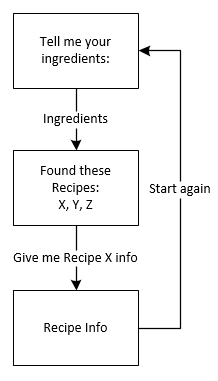 Tell me your
ingredients:
Ingredients
Found these
Recipes:
X, Y, Z
Start again
Give me Recipe X info
Recipe Info